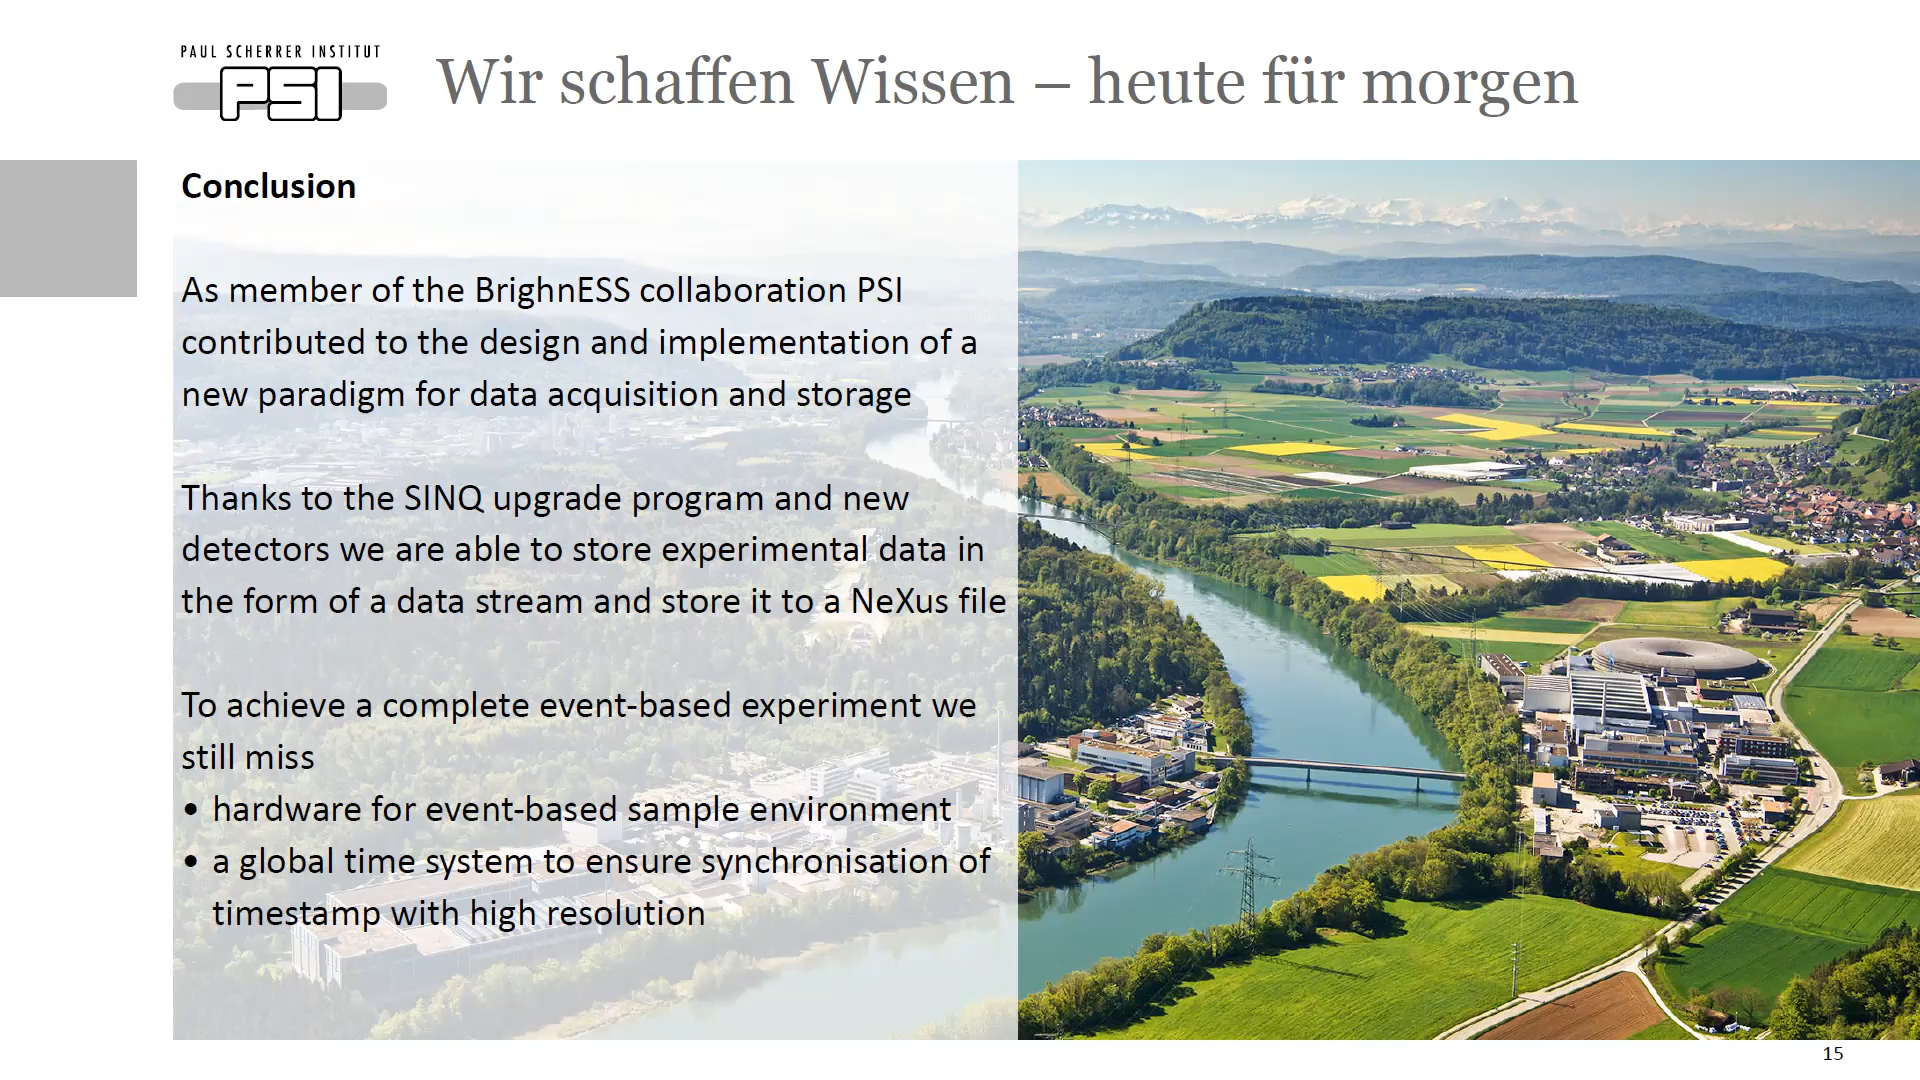 PAUL SCHERRER INSTITUT
PSI
Wir schaffen Wissen – heute für morgen
Conclusion
As member of the BrighnESS collaboration PSI
contributed to the design and implementation of a
new paradigm for data acquisition and storage
Thanks to the SINQ upgrade program and new
detectors we are able to store experimental data in
the form of a data stream and store it to a NeXus file
To achieve a complete event-based experiment we
still miss
• hardware for event-based sample environment
• a global time system to ensure synchronisation of
timestamp with high resolution
15